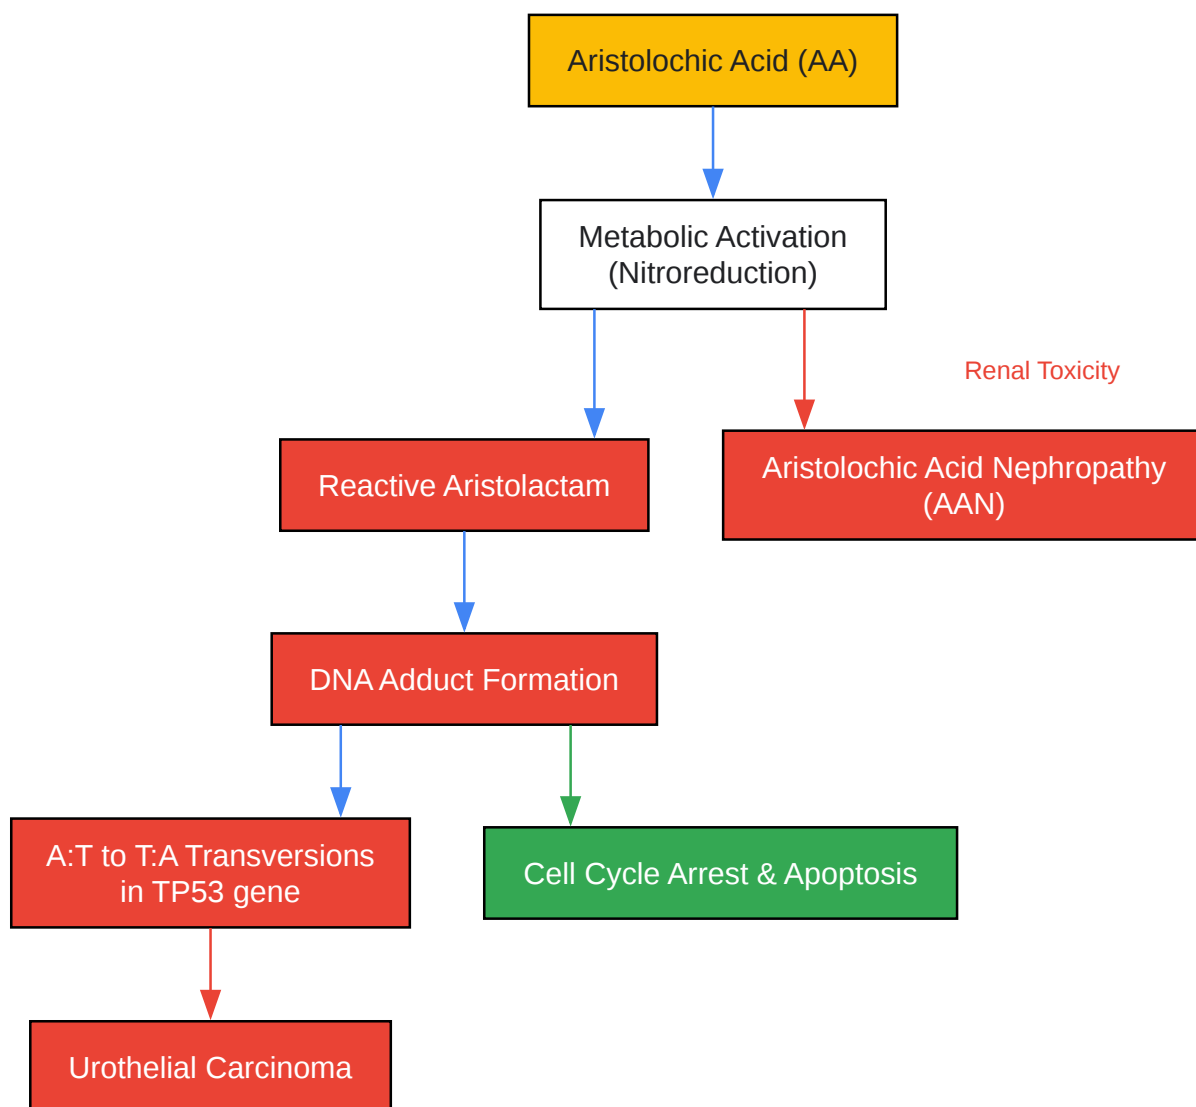 Aristolochic Acid (AA)
Metabolic Activation
(Nitroreduction)
Renal Toxicity
Reactive Aristolactam
Aristolochic Acid Nephropathy
(AAN)
DNA Adduct Formation
A:T to T:A Transversions
in TP53 gene
Cell Cycle Arrest & Apoptosis
Urothelial Carcinoma